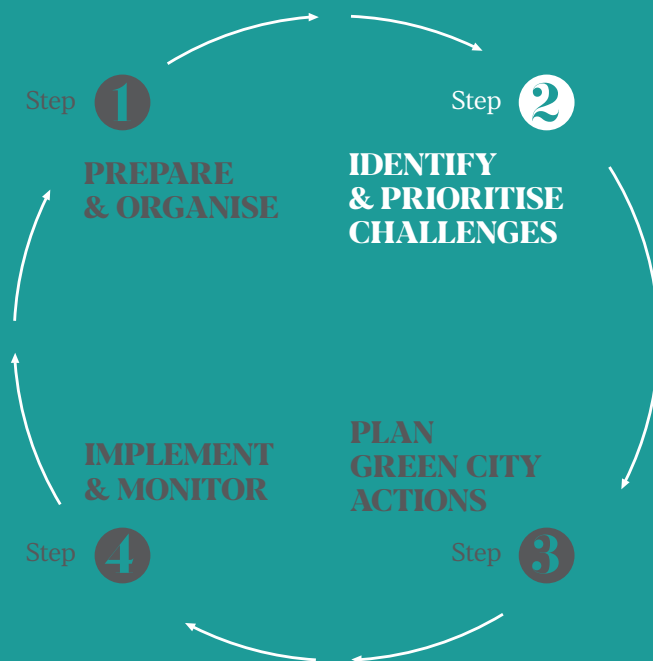 Step 1
PREPARE
& ORGANISE
Step 2
IDENTIFY
& PRIORITISE
CHALLENGES
PLAN
GREEN CITY
ACTIONS
Step 3
IMPLEMENT
& MONITOR
Step 4